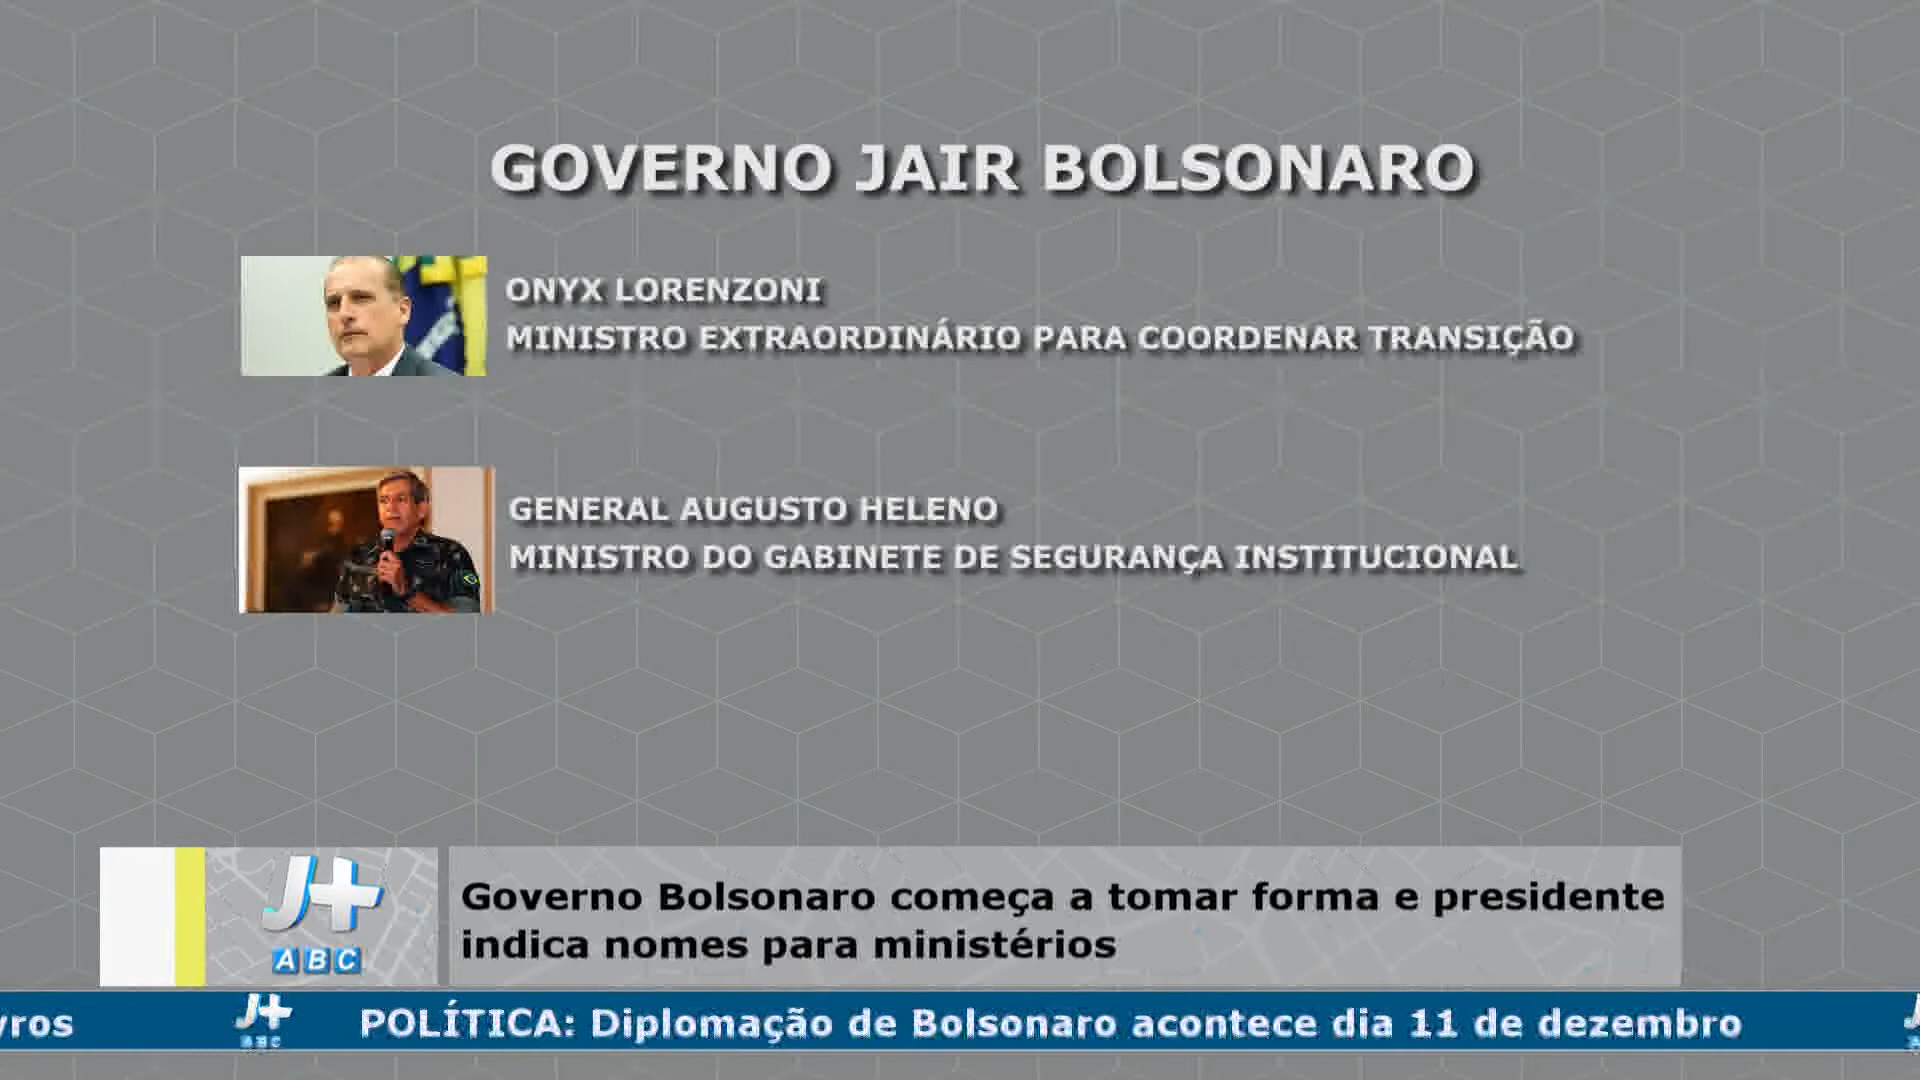 GOVERNO JAIR BOLSONARO
ONYX LORENZONI
MINISTRO EXTRAORDINÁRIO PARA COORDENAR TRANSIÇÃO
GENERAL AUGUSTO HELENO
MINISTRO DO GABINETE DE SEGURANÇA INSTITUCIONAL
J+
ABC
Governo Bolsonaro começa a tomar forma e presidente
indica nomes para ministérios
J+
ABC
POLÍTICA: Diplomação de Bolsonaro acontece dia 11 de dezembro